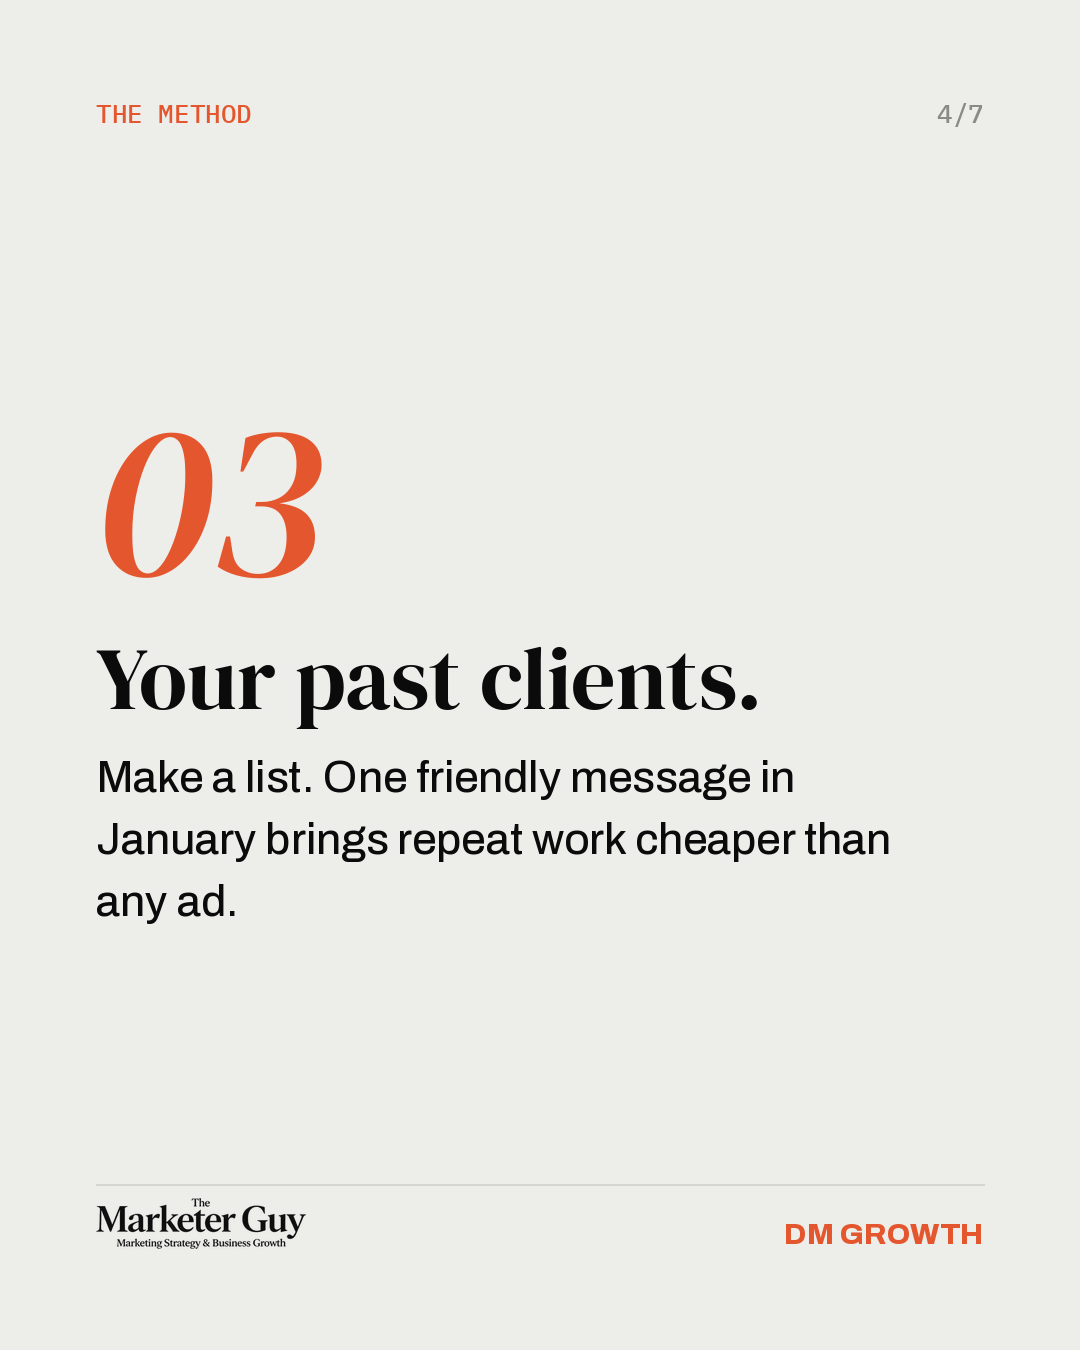 THE METHOD
4/7
03
Your past clients.
Make a list. One friendly message in
January brings repeat work cheaper than
any ad.
The
Marketer Guy
Marketing Strategy & Business Growth
DM GROWTH